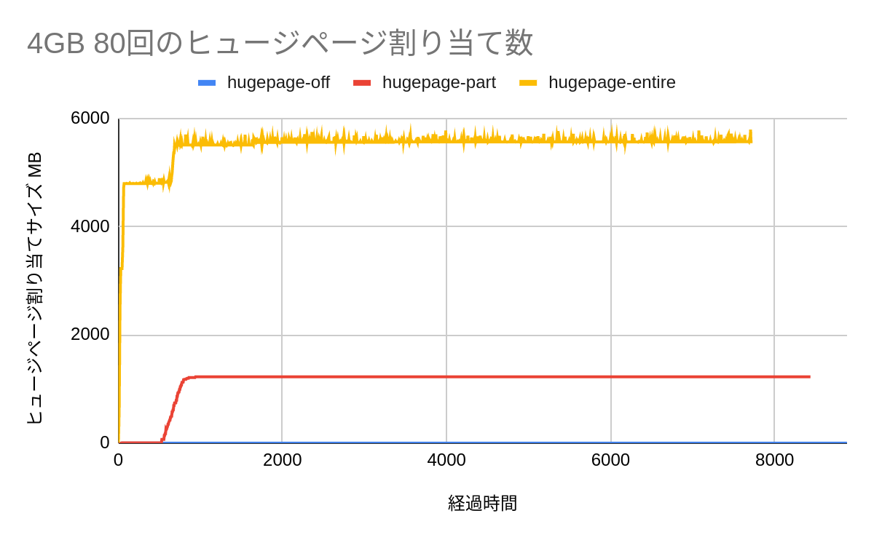 4GB 80回のヒュージページ割り当て数
hugepage-off hugepage-part hugepage-entire
ヒュージページ割り当てサイズ MB
6000
4000
2000
0
0 2000 4000 6000 8000
経過時間